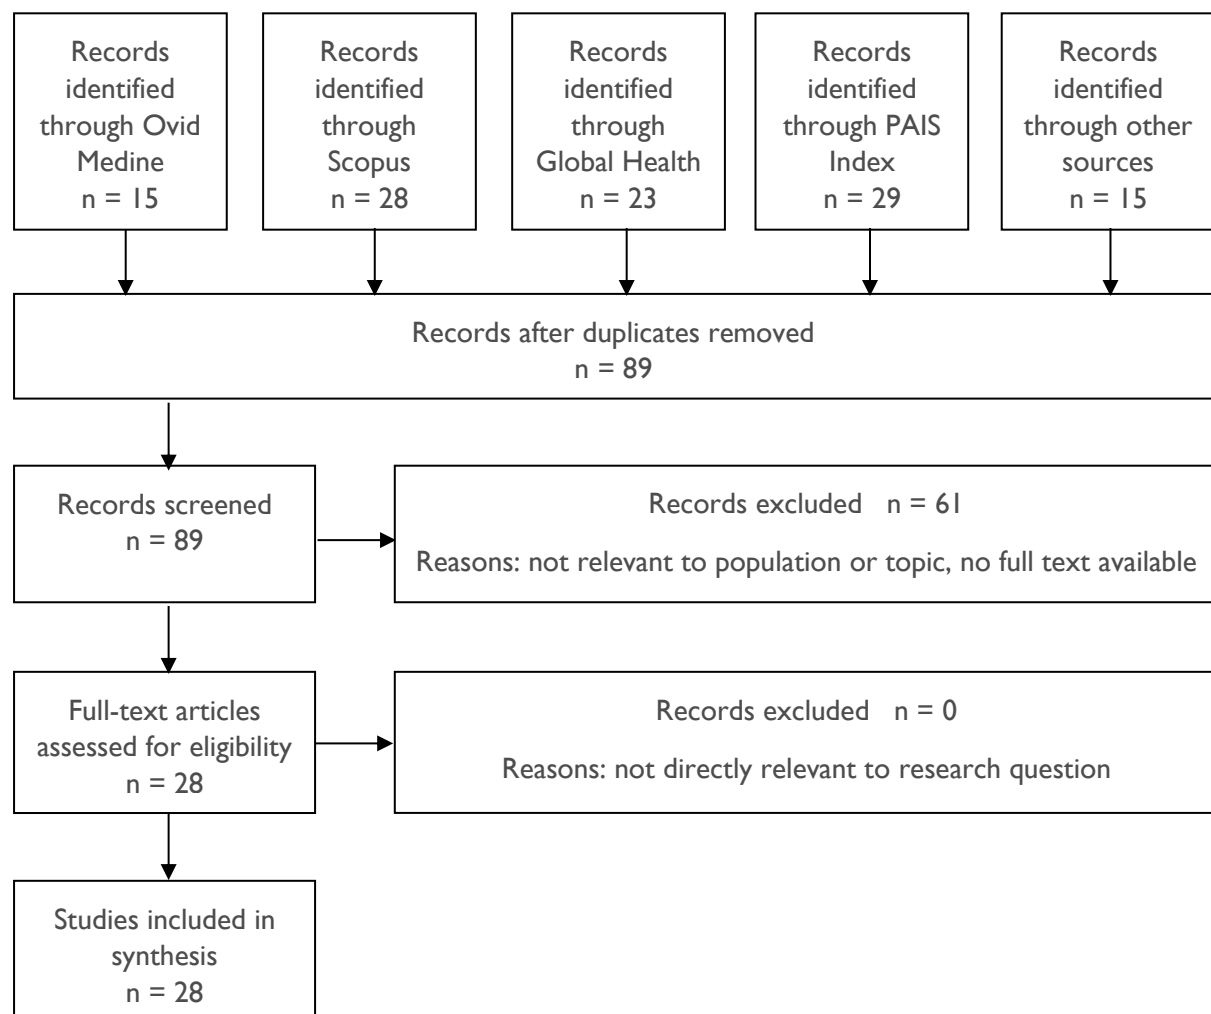 Records
identified
through Ovid
Medine
n = 15
Records
identified
through
Scopus
n = 28
Records
identified
through
Global Health
n = 23
Records
identified
through PAIS
Index
n = 29
Records
identified
through other
sources
n = 15
Records after duplicates removed
n = 89
Records screened
n = 89
Records excluded n = 61
Reasons: not relevant to population or topic, no full text available
Full-text articles
assessed for eligibility
n = 28
Records excluded n = 0
Reasons: not directly relevant to research question
Studies included in
synthesis
n = 28